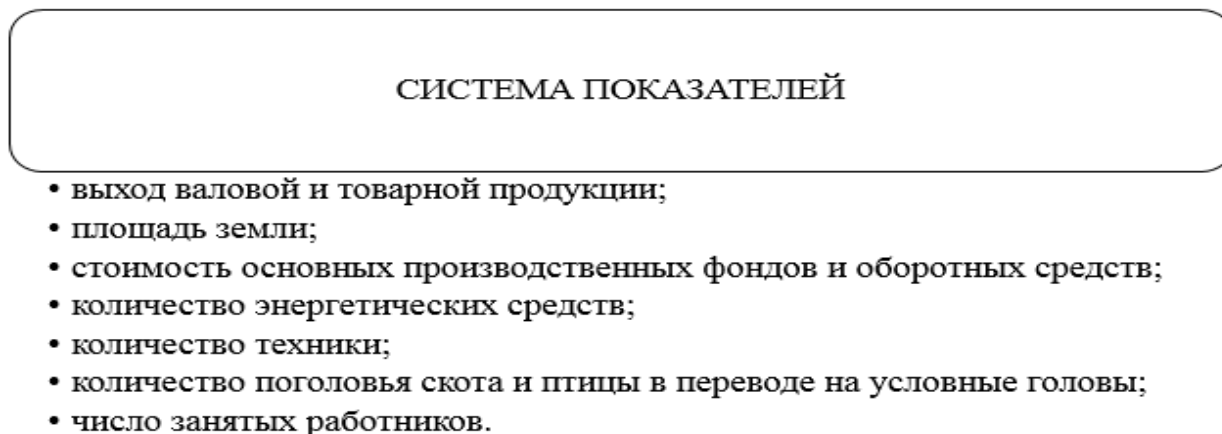 СИСТЕМА ПОКАЗАТЕЛЕЙ
• выход валовой и товарной продукции;
• площадь земли;
• стоимость основных производственных фондов и оборотных средств;
• количество энергетических средств;
• количество техники;
• количество поголовья скота и птицы в переводе на условные головы;
• число занятых работников.